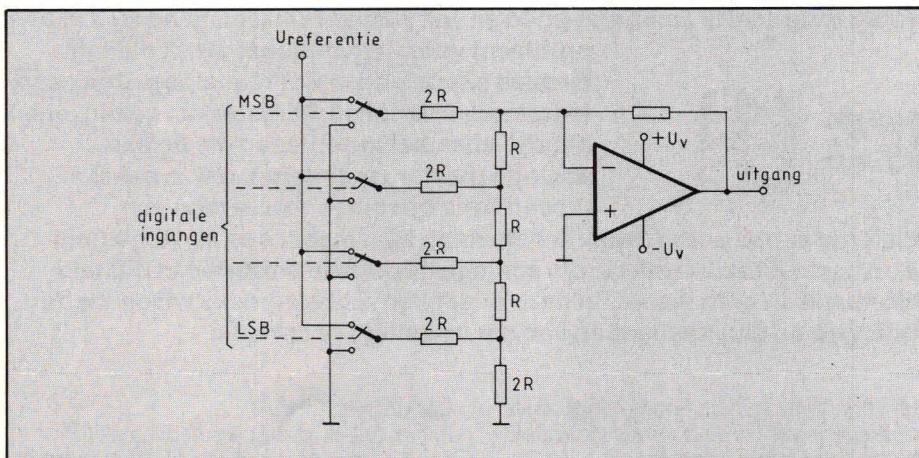 Ureferentie
MSB
2R
R
+Uv
uitgang
−
+
2R
R
digitale
ingangen
−Uv
2R
R
LSB
2R
2R